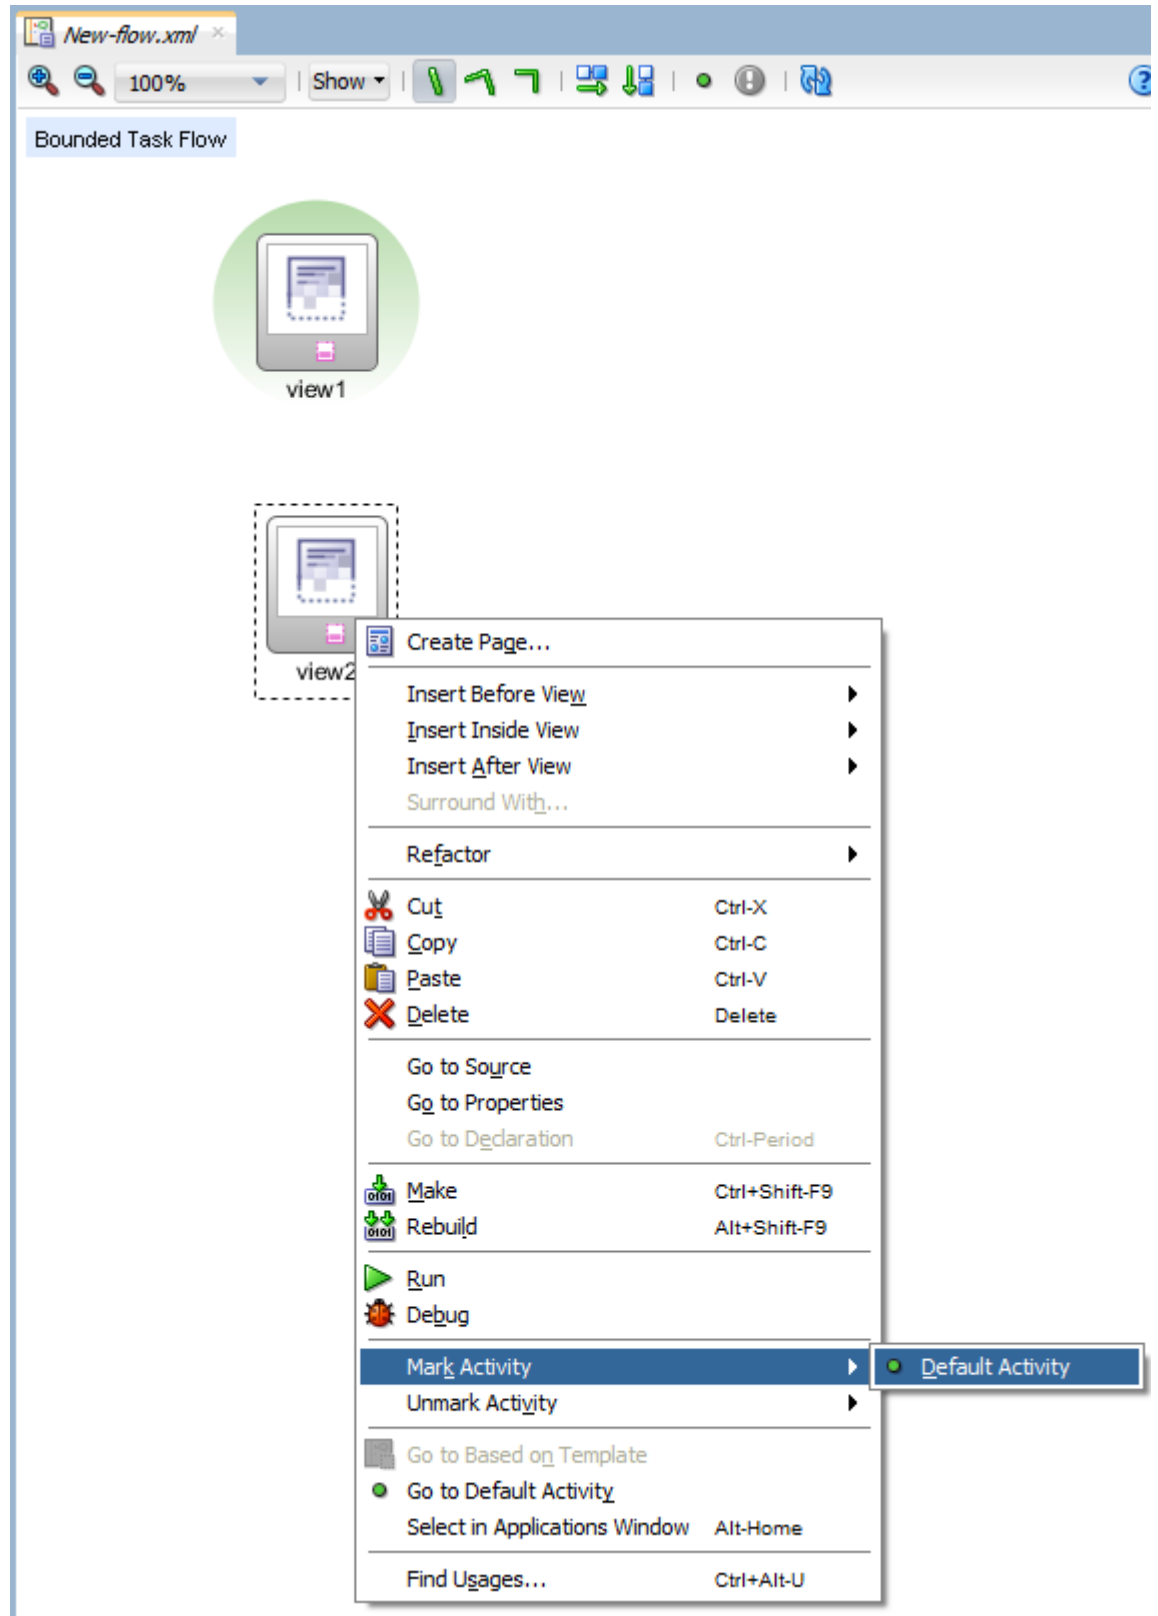 New-flow.xml
100%
Show
Bounded Task Flow
view1
view2
Create Page...
Insert Before View
Insert Inside View
Insert After View
Surround With...
Refactor
Cut Ctrl-X
Copy Ctrl-C
Paste Ctrl-V
Delete Delete
Go to Source
Go to Properties
Go to Declaration Ctrl-Period
Make Ctrl+Shift-F9
Rebuild Alt+Shift-F9
Run
Debug
Mark Activity Default Activity
Unmark Activity
Go to Based on Template
Go to Default Activity
Select in Applications Window Alt-Home
Find Usages... Ctrl+Alt-U